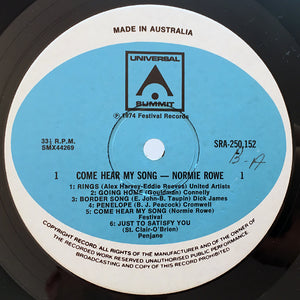 MADE IN AUSTRALIA
UNIVERSAL
SUMMIT
℗ 1974 Festival Records
33⅓ R.P.M.
SMX44269
SRA-250,152
B-A
1 COME HEAR MY SONG — NORMIE ROWE 1
1: RINGS (Alex Harvey-Eddie Reeves) United Artists
2: GOING HOME (Gouldman) Connelly
3: BORDER SONG (E. John-B. Taupin) Dick James
4: PENELOPE (B. J. Peacock) Cromwell
5: COME HEAR MY SONG (Normie Rowe)
Festival
6: JUST TO SATISFY YOU
(St. Clair-O'Brien)
Penjane
COPYRIGHT RECORD. ALL RIGHTS OF THE MANUFACTURER AND OF THE OWNER OF
THE RECORDED WORK RESERVED. UNAUTHORISED PUBLIC PERFORMANCE,
BROADCASTING AND COPY OF THIS RECORD PROHIBITED